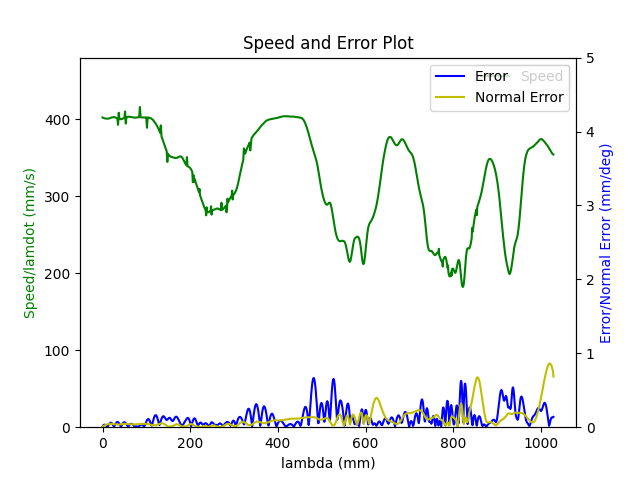 Speed and Error Plot
Error Speed
Normal Error
Speed/lamdot (mm/s)
400
300
200
100
0
Error/Normal Error (mm/deg)
5
4
3
2
1
0
0 200 400 600 800 1000
lambda (mm)